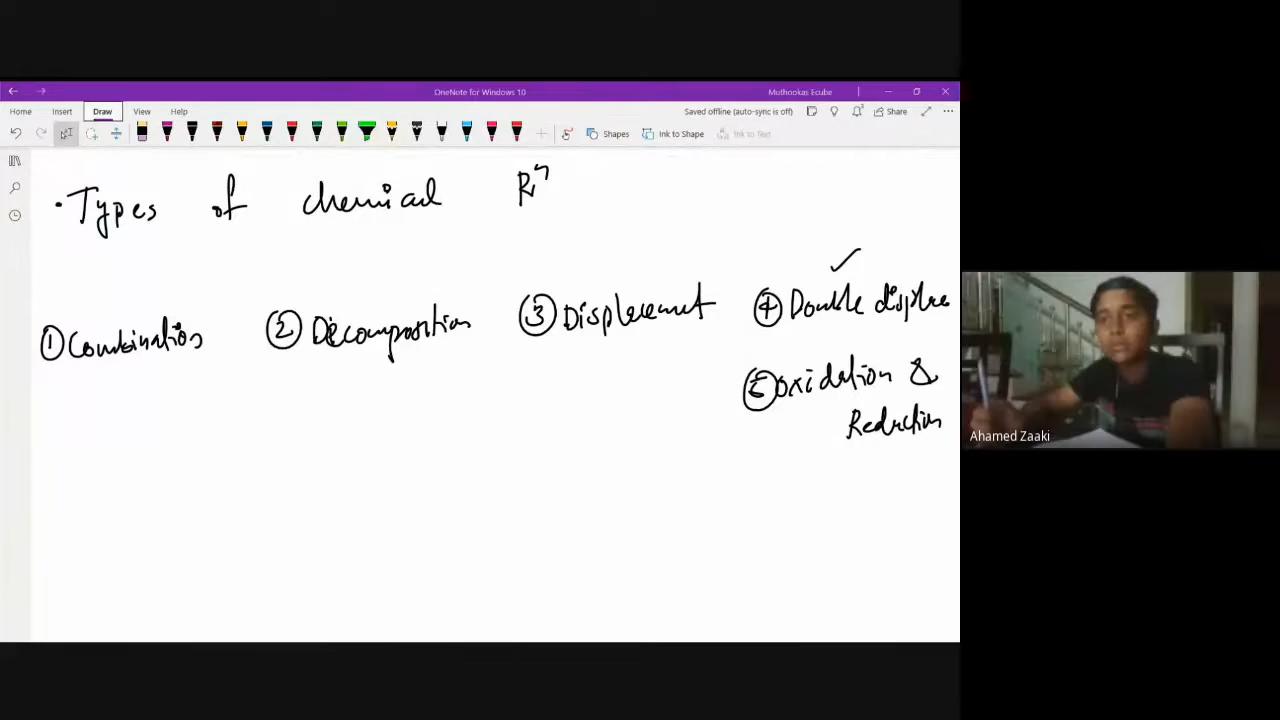 OneNote for Windows 10
Muthookas Ecube
Home Insert Draw View Help
Saved offline (auto-sync is off)
Share
Shapes
Ink to Shape
Ink to Text
• Types of chemical Rxn
① Combination ② Decomposition ③ Displacement ④ Double displace
⑤ oxidation &
Reduction
Ahamed Zaaki